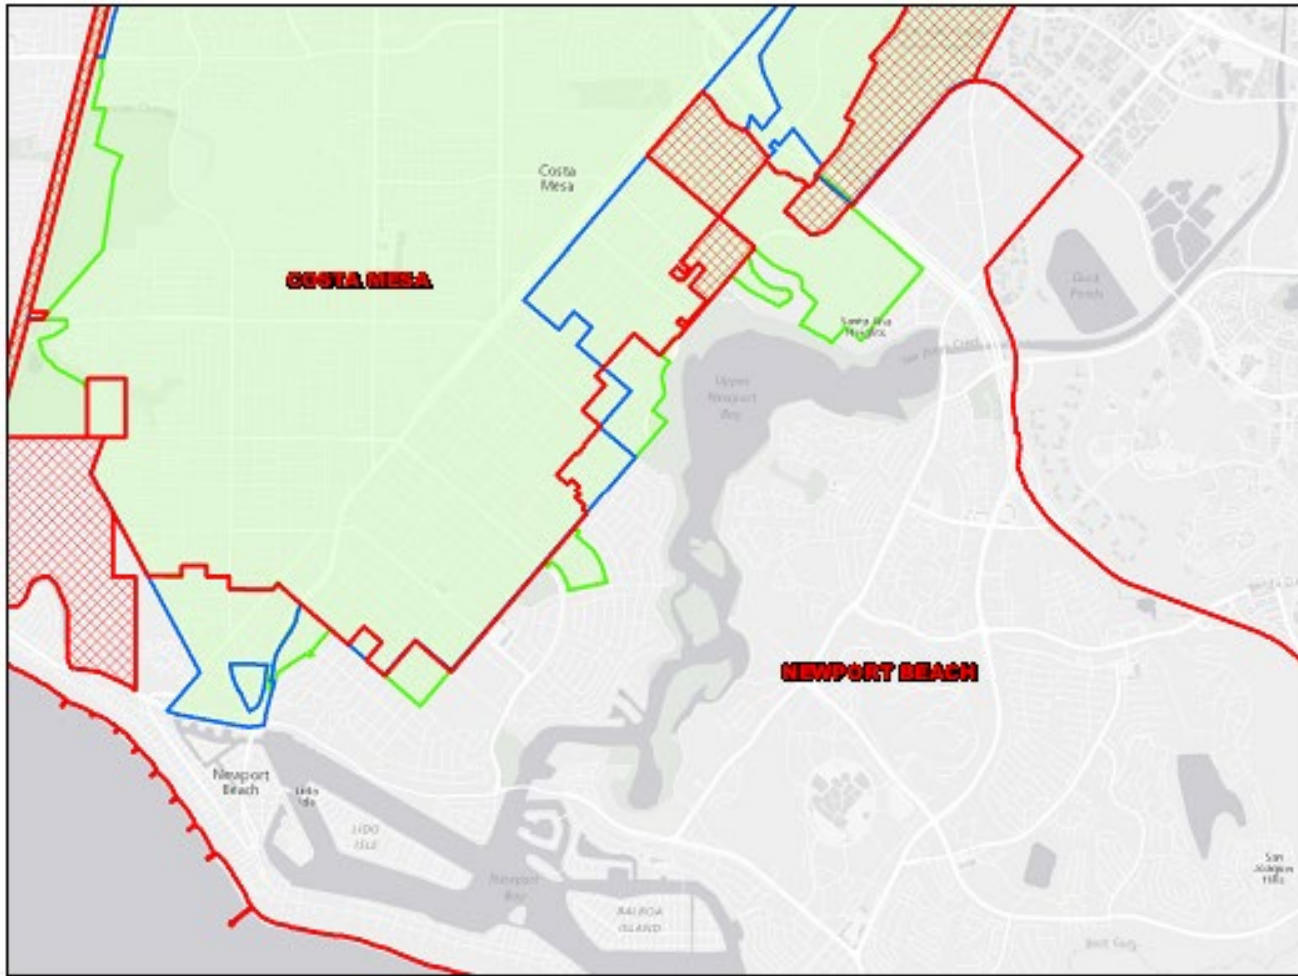 Costa
Mesa
COSTA MESA
Santa Ana
Heights
Upper
Newport
Bay
NEWPORT BEACH
Newport
Beach
Lido
Isle
LIDO
ISLE
Newport
Bay
BALBOA
ISLAND
San
Joaquin
Hills